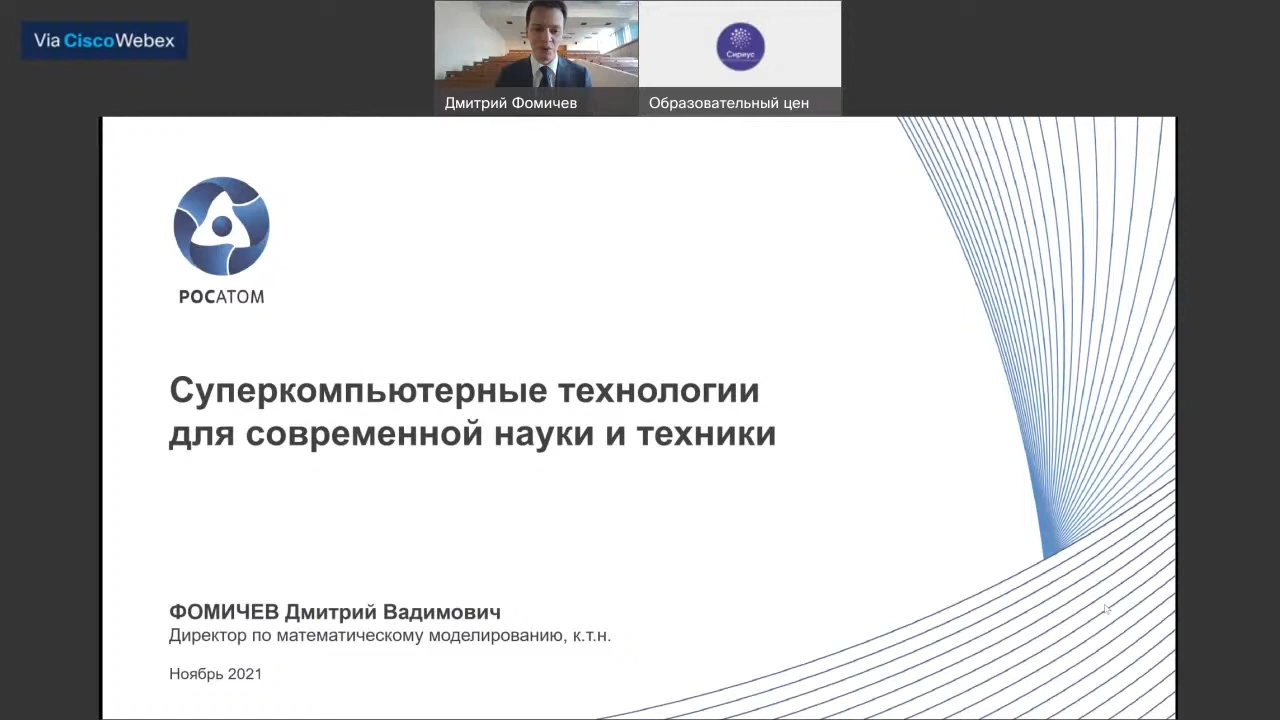 Via Cisco Webex
Дмитрий Фомичев
Сириус
Образовательный цен
РОСАТОМ
Суперкомпьютерные технологии
для современной науки и техники
ФОМИЧЕВ Дмитрий Вадимович
Директор по математическому моделированию, к.т.н.
Ноябрь 2021